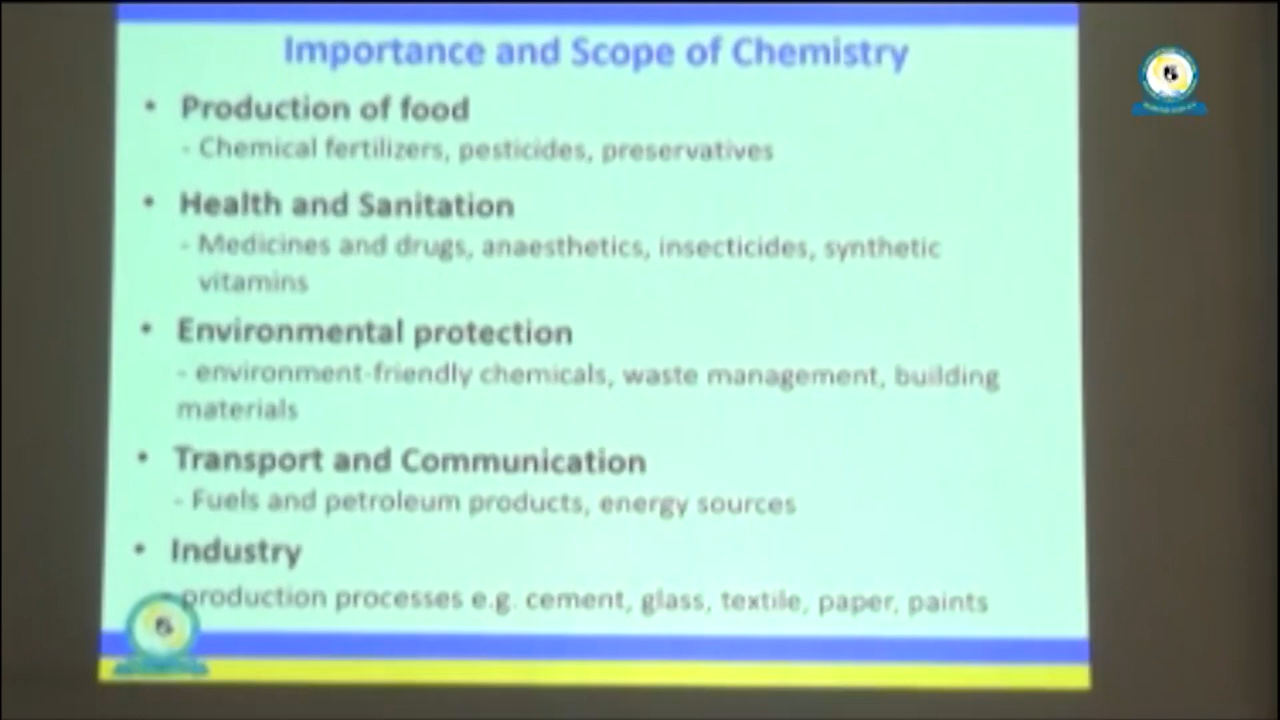 Importance and Scope of Chemistry
• Production of food
- Chemical fertilizers, pesticides, preservatives
• Health and Sanitation
- Medicines and drugs, anaesthetics, insecticides, synthetic
vitamins
• Environmental protection
- environment-friendly chemicals, waste management, building
materials
• Transport and Communication
- Fuels and petroleum products, energy sources
• Industry
production processes e.g. cement, glass, textile, paper, paints